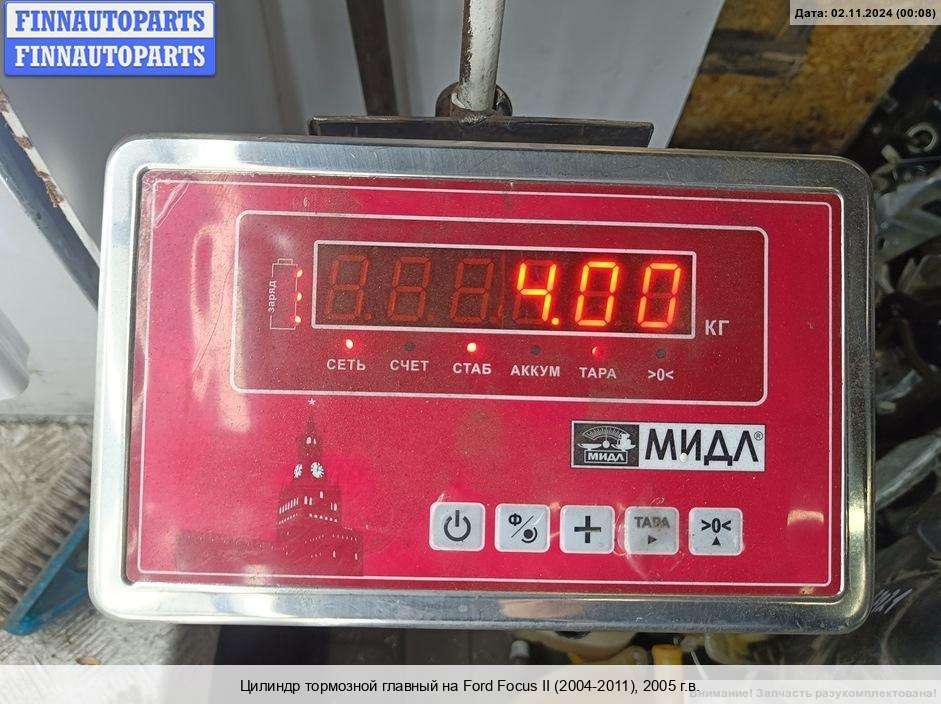 FINNAUTOPARTS
FINNAUTOPARTS
Дата: 02.11.2024 (00:08)
заряд
4.00
КГ
СЕТЬ СЧЕТ СТАБ АККУМ ТАРА >0<
МИДЛ МИДЛ®
Ф ТАРА >0<
Цилиндр тормозной главный на Ford Focus II (2004-2011), 2005 г.в.
Внимание! Запчасть разукомплектована!